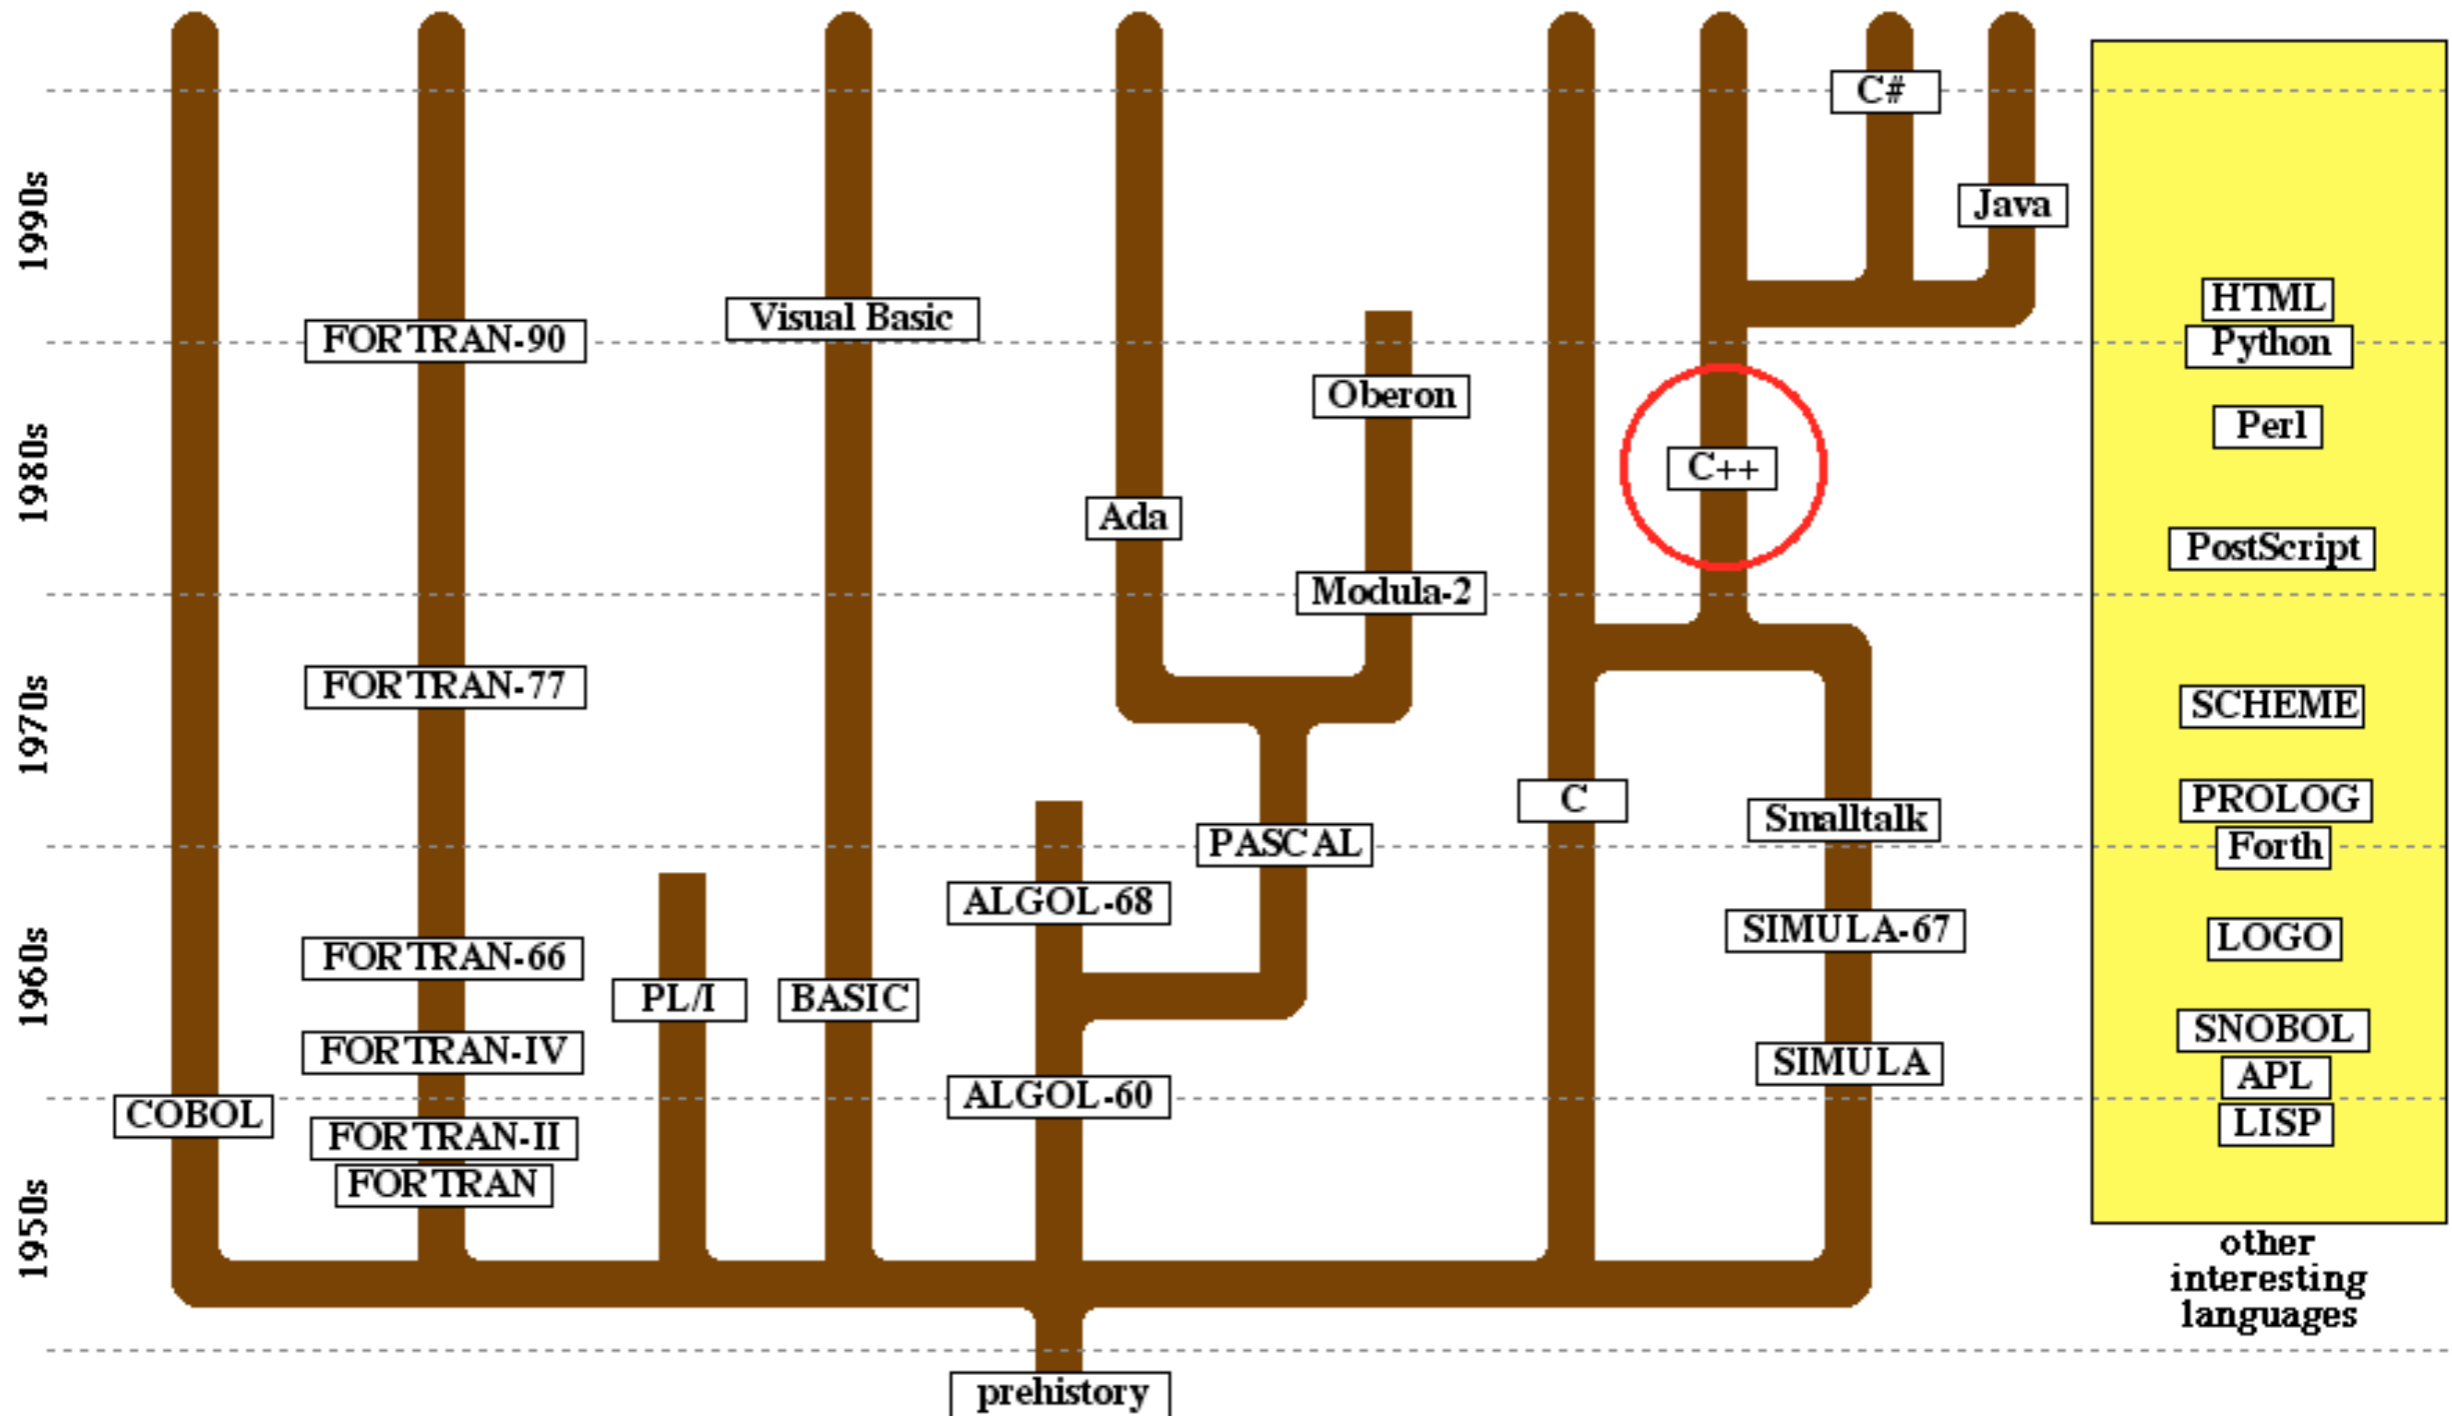 C#
1990s
Java
HTML
Visual Basic
FORTRAN-90
Python
Oberon
Perl
1980s
C++
Ada
PostScript
Modula-2
FORTRAN-77
SCHEME
1970s
C
PROLOG
Smalltalk
PASCAL
Forth
ALGOL-68
SIMULA-67
LOGO
FORTRAN-66
1960s
PL/I
BASIC
SNOBOL
FORTRAN-IV
SIMULA
APL
ALGOL-60
COBOL
LISP
FORTRAN-II
FORTRAN
1950s
other
interesting
languages
prehistory